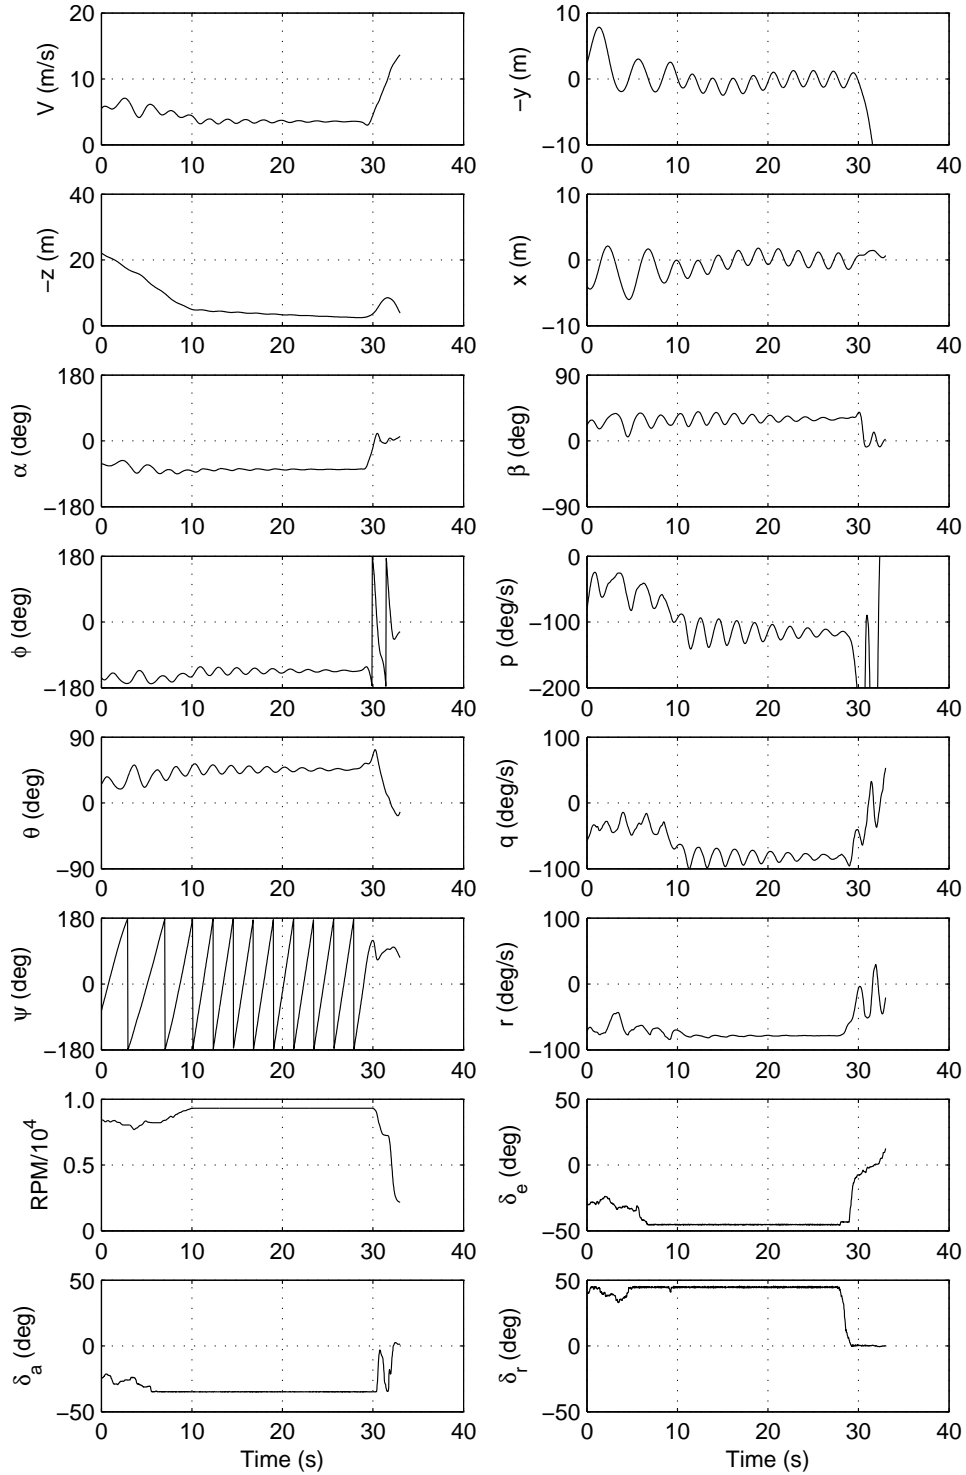 20
10
0
V (m/s)
0 10 20 30 40
10
0
−10
−y (m)
0 10 20 30 40
40
20
0
−z (m)
0 10 20 30 40
10
0
−10
x (m)
0 10 20 30 40
180
0
−180
α (deg)
0 10 20 30 40
90
0
−90
β (deg)
0 10 20 30 40
180
0
−180
ϕ (deg)
0 10 20 30 40
0
−100
−200
p (deg/s)
0 10 20 30 40
90
0
−90
θ (deg)
0 10 20 30 40
100
0
−100
q (deg/s)
0 10 20 30 40
180
0
−180
ψ (deg)
0 10 20 30 40
100
0
−100
r (deg/s)
0 10 20 30 40
1.0
0.5
0
RPM/10^4
0 10 20 30 40
50
0
−50
δ_e (deg)
0 10 20 30 40
50
0
−50
δ_a (deg)
0 10 20 30 40
Time (s)
50
0
−50
δ_r (deg)
0 10 20 30 40
Time (s)